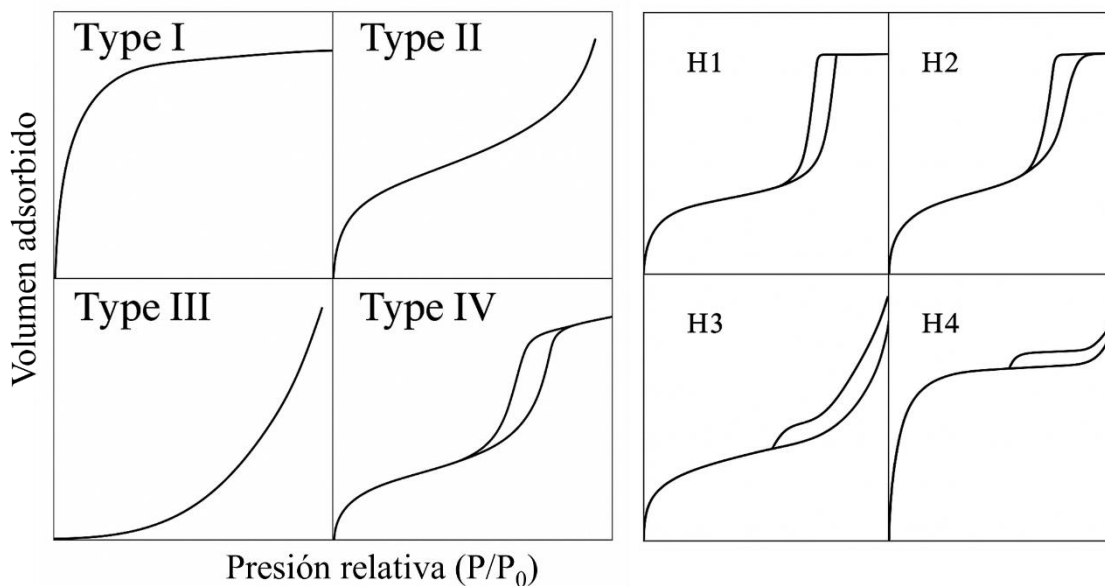 Type I
Type II
H1
H2
Volumen adsorbido
Type III
Type IV
H3
H4
Presión relativa (P/P₀)